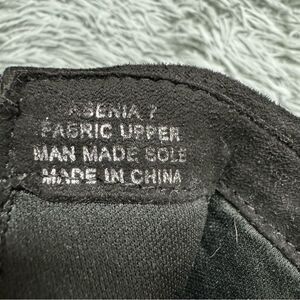 ASENIA 7
FABRIC UPPER
MAN MADE SOLE
MADE IN CHINA